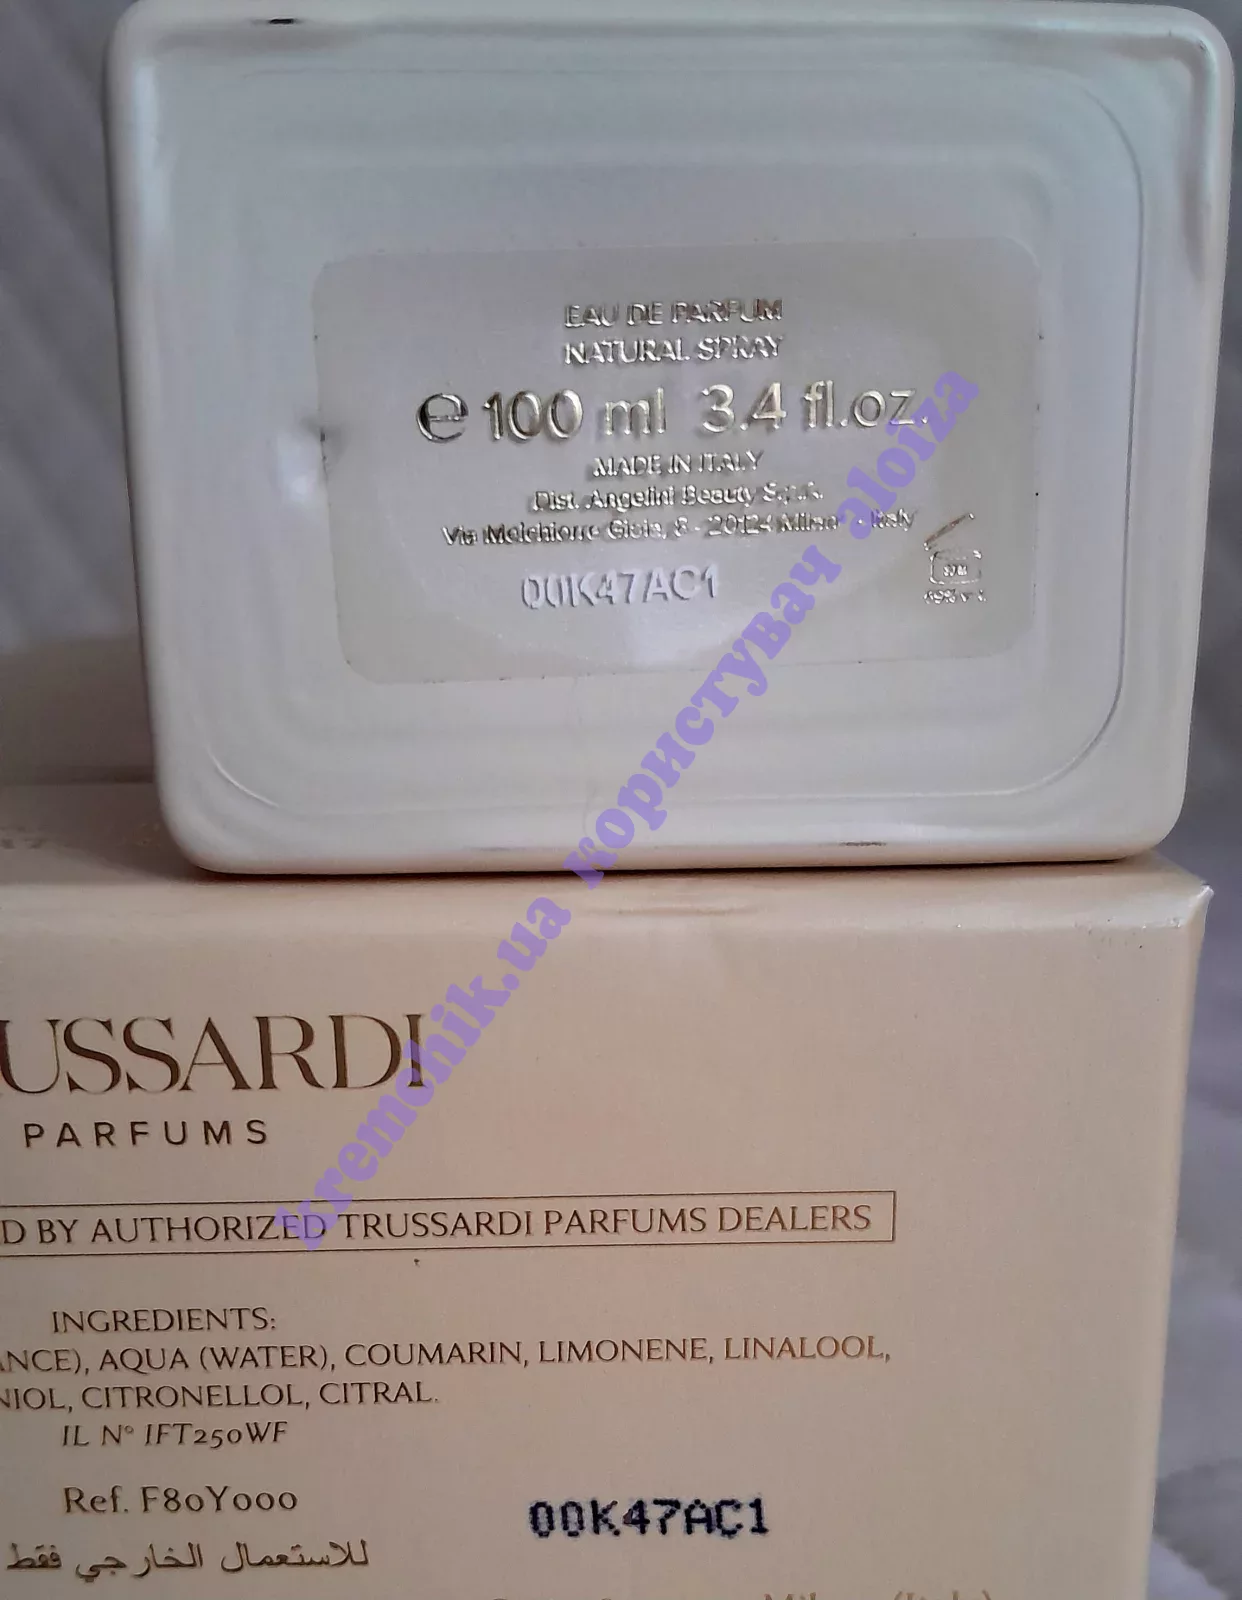 EAU DE PARFUM
NATURAL SPRAY
e 100 ml 3.4 fl.oz.
MADE IN ITALY
Dist. Angelini Beauty S.p.A.
Via Melchiorre Gioia, 8 - 20124 Milano - Italy
00K47AC1
kremchik.ua користувач aloiza
USSARDI
PARFUMS
D BY AUTHORIZED TRUSSARDI PARFUMS DEALERS
INGREDIENTS:
ANCE), AQUA (WATER), COUMARIN, LIMONENE, LINALOOL,
NIOL, CITRONELLOL, CITRAL.
IL N° IFT250WF
Ref. F80Y000
00K47AC1
للاستعمال الخارجي فقط